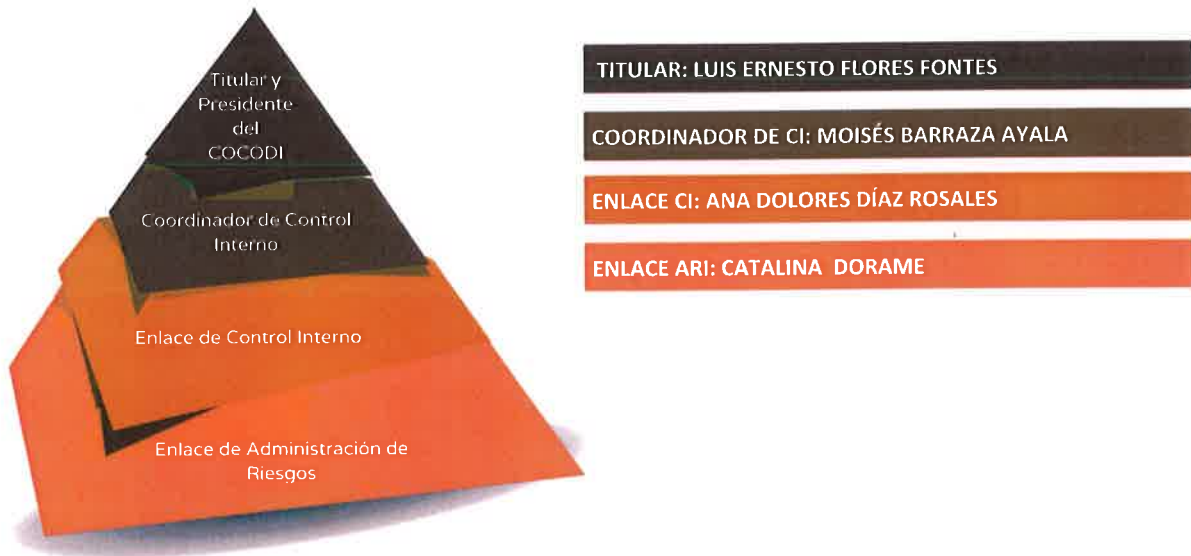 Titular y
Presidente
del
COCODI
Coordinador de Control
Interno
Enlace de Control Interno
Enlace de Administración de
Riesgos
TITULAR: LUIS ERNESTO FLORES FONTES
COORDINADOR DE CI: MOISÉS BARRAZA AYALA
ENLACE CI: ANA DOLORES DÍAZ ROSALES
ENLACE ARI: CATALINA DORAME